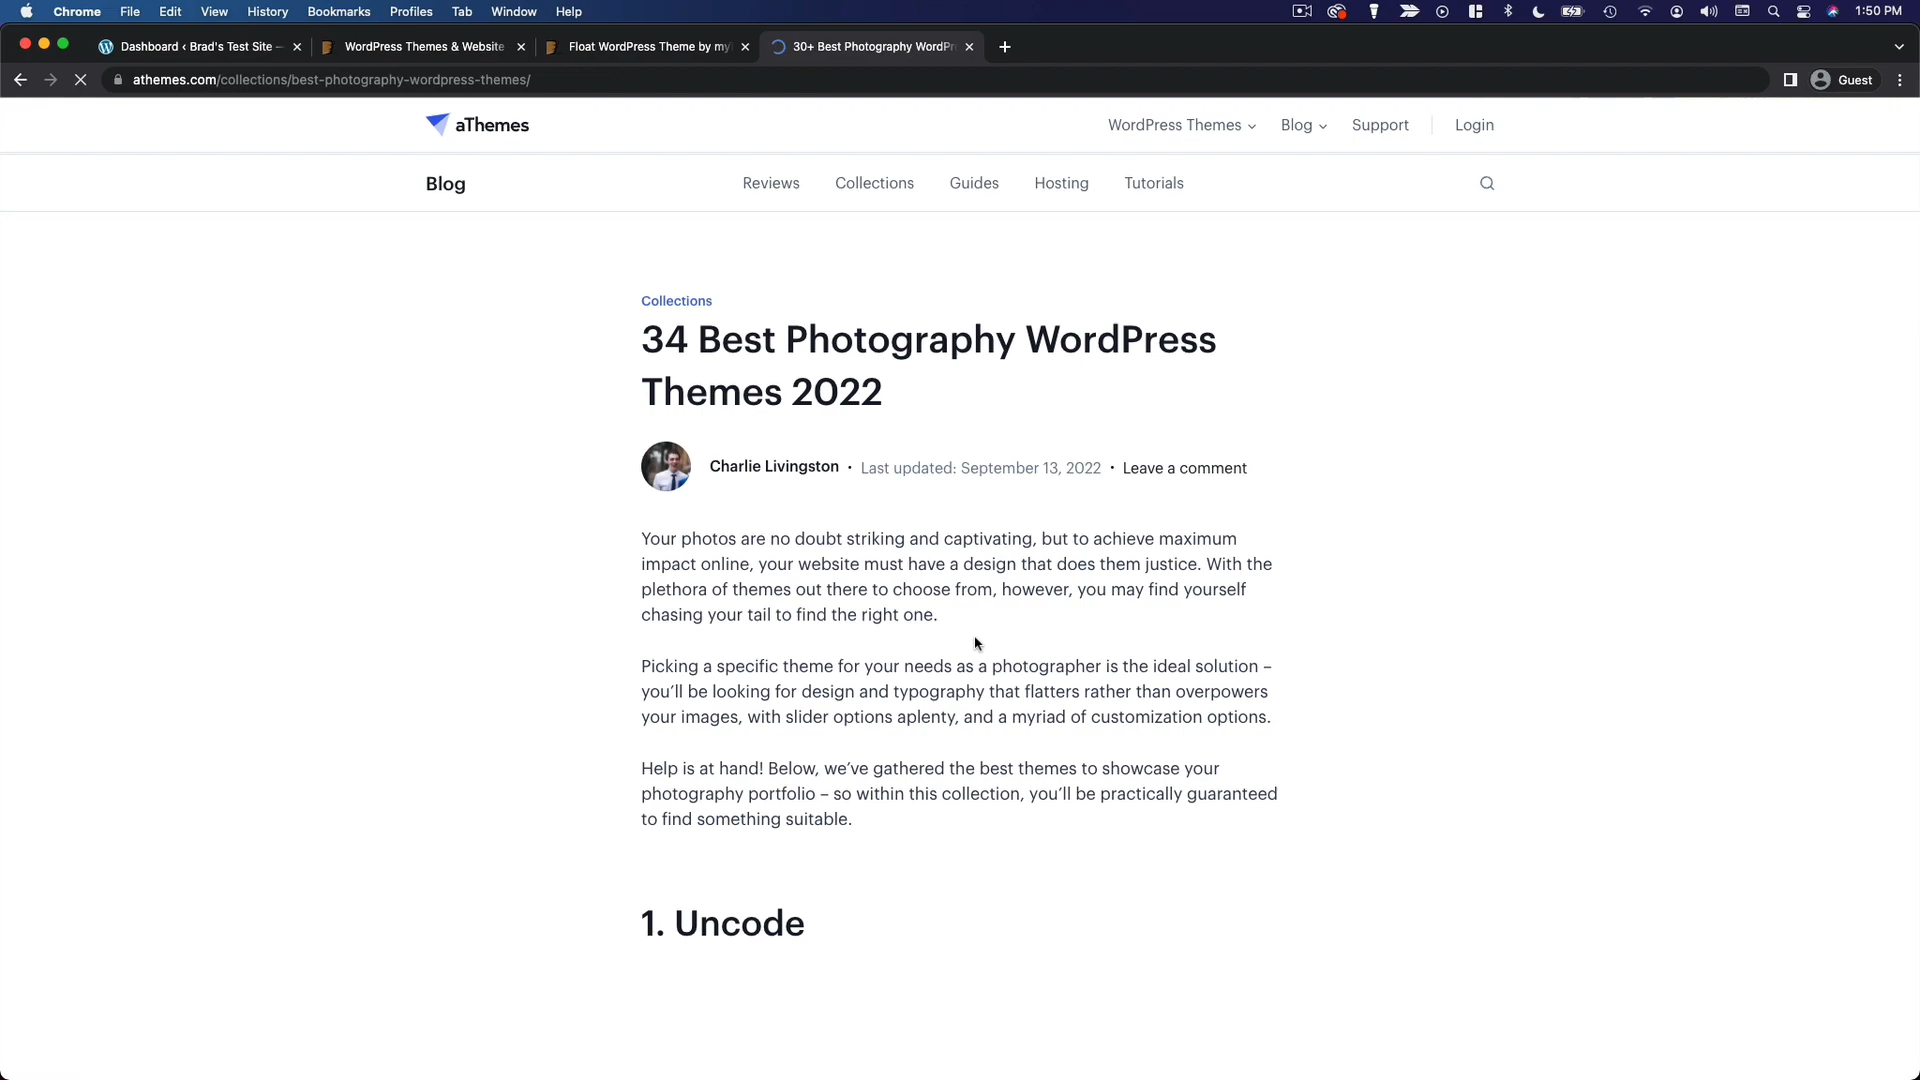 Chrome File Edit View History Bookmarks Profiles Tab Window Help 1:50 PM
Dashboard ‹ Brad's Test Site — WordPress Themes & Website Float WordPress Theme by my 30+ Best Photography WordPr
athemes.com/collections/best-photography-wordpress-themes/ Guest
aThemes WordPress Themes Blog Support Login
Blog Reviews Collections Guides Hosting Tutorials
Collections
34 Best Photography WordPress
Themes 2022
Charlie Livingston • Last updated: September 13, 2022 • Leave a comment
Your photos are no doubt striking and captivating, but to achieve maximum
impact online, your website must have a design that does them justice. With the
plethora of themes out there to choose from, however, you may find yourself
chasing your tail to find the right one.
Picking a specific theme for your needs as a photographer is the ideal solution –
you’ll be looking for design and typography that flatters rather than overpowers
your images, with slider options aplenty, and a myriad of customization options.
Help is at hand! Below, we’ve gathered the best themes to showcase your
photography portfolio – so within this collection, you’ll be practically guaranteed
to find something suitable.
1. Uncode